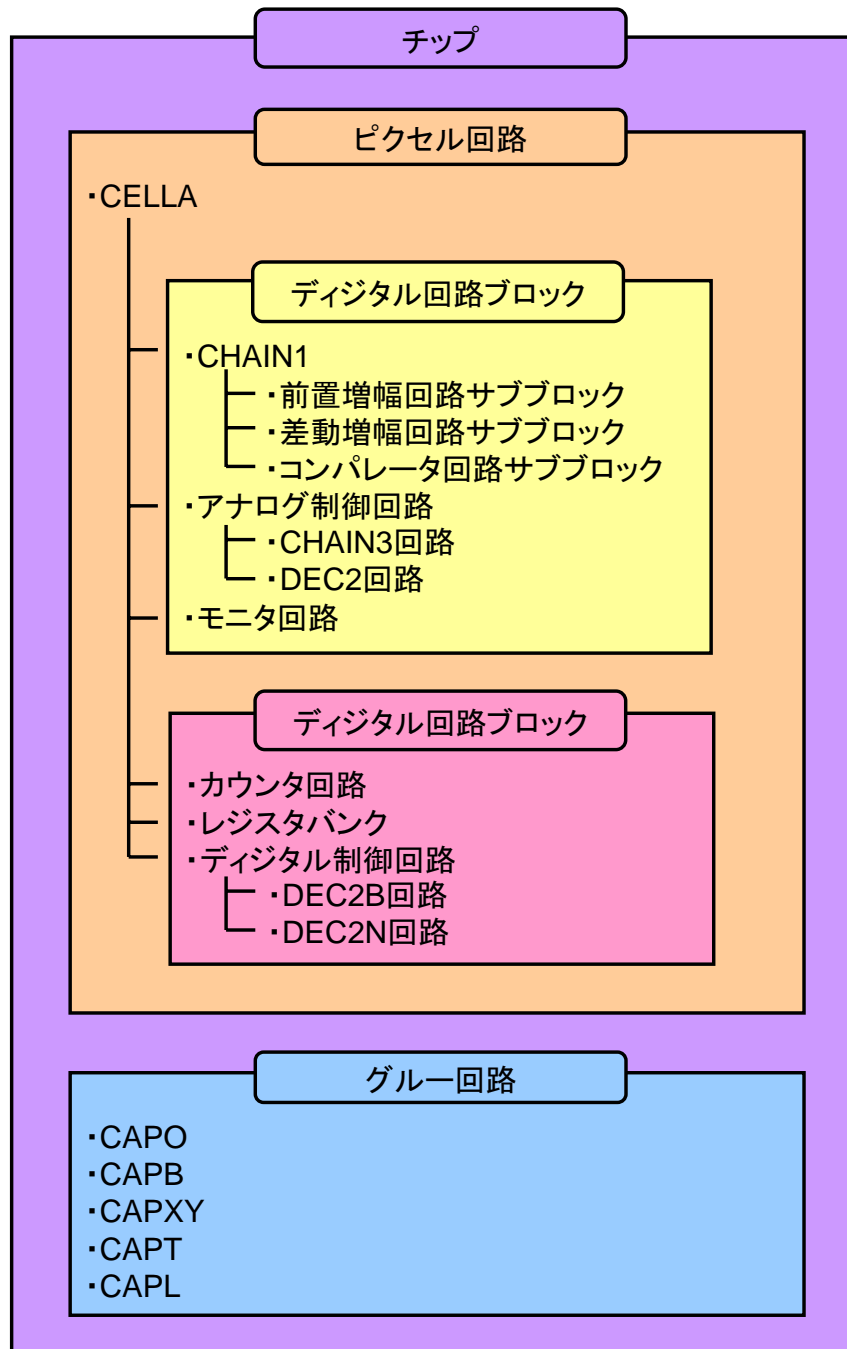 チップ
ピクセル回路
・CELLA
ディジタル回路ブロック
・CHAIN1
・前置増幅回路サブブロック
・差動増幅回路サブブロック
・コンパレータ回路サブブロック
・アナログ制御回路
・CHAIN3回路
・DEC2回路
・モニタ回路
ディジタル回路ブロック
・カウンタ回路
・レジスタバンク
・ディジタル制御回路
・DEC2B回路
・DEC2N回路
グルー回路
・CAPO
・CAPB
・CAPXY
・CAPT
・CAPL